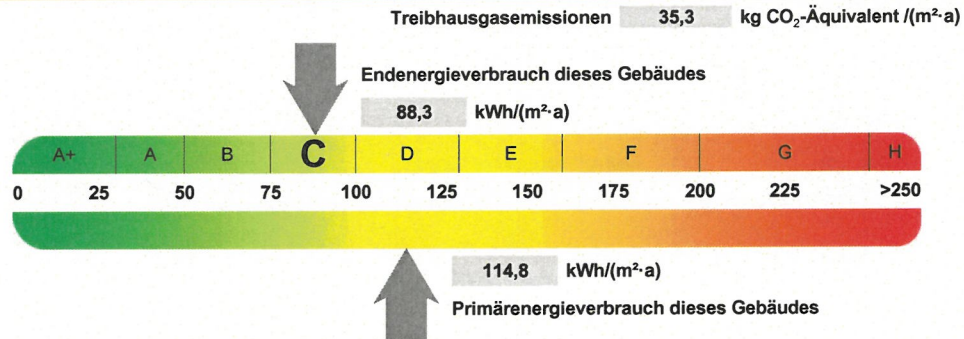 Treibhausgasemissionen 35,3 kg CO₂-Äquivalent /(m²·a)
Endenergieverbrauch dieses Gebäudes
88,3 kWh/(m²·a)
A+ A B C D E F G H
0 25 50 75 100 125 150 175 200 225 >250
114,8 kWh/(m²·a)
Primärenergieverbrauch dieses Gebäudes